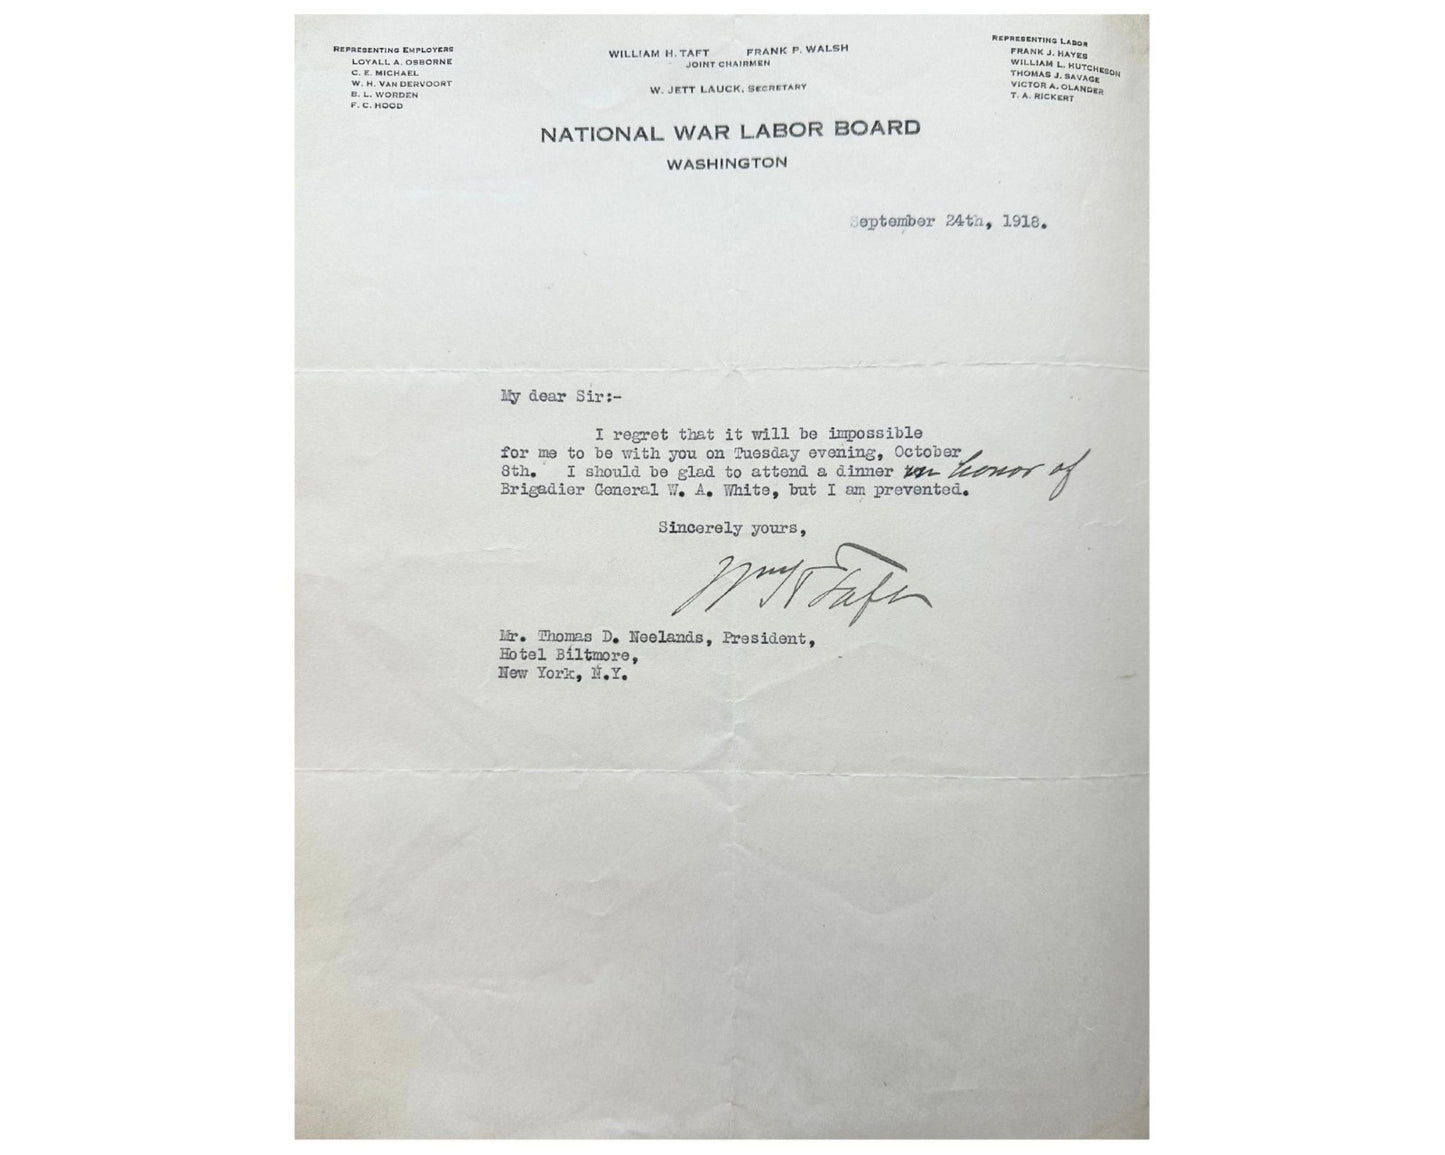 REPRESENTING EMPLOYERS
LOYALL A. OSBORNE
C. E. MICHAEL
W. H. VAN DERVOORT
B. L. WORDEN
F. C. HOOD
WILLIAM H. TAFT FRANK P. WALSH
JOINT CHAIRMEN
W. JETT LAUCK, SECRETARY
REPRESENTING LABOR
FRANK J. HAYES
WILLIAM L. HUTCHESON
THOMAS J. SAVAGE
VICTOR A. OLANDER
T. A. RICKERT
NATIONAL WAR LABOR BOARD
WASHINGTON
September 24th, 1918.
My dear Sir:-
I regret that it will be impossible
for me to be with you on Tuesday evening, October
8th. I should be glad to attend a dinner in honor of
Brigadier General W. A. White, but I am prevented.
Sincerely yours,
Wm H Taft
Mr. Thomas D. Neelands, President,
Hotel Biltmore,
New York, N.Y.